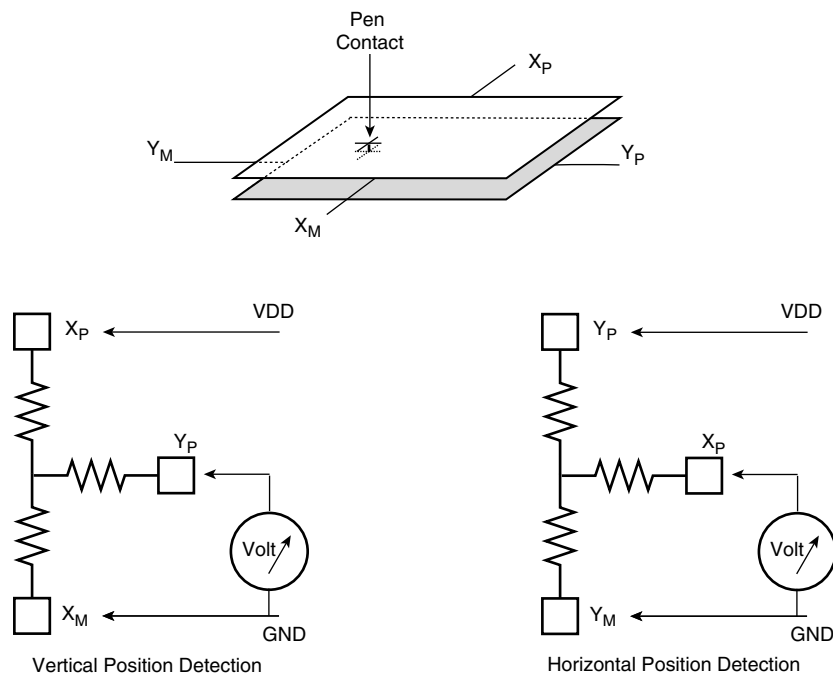 Pen
Contact
X_P
Y_M
Y_P
X_M
VDD
X_P
Y_P
Volt
X_M
GND
Vertical Position Detection
VDD
Y_P
X_P
Volt
Y_M
GND
Horizontal Position Detection